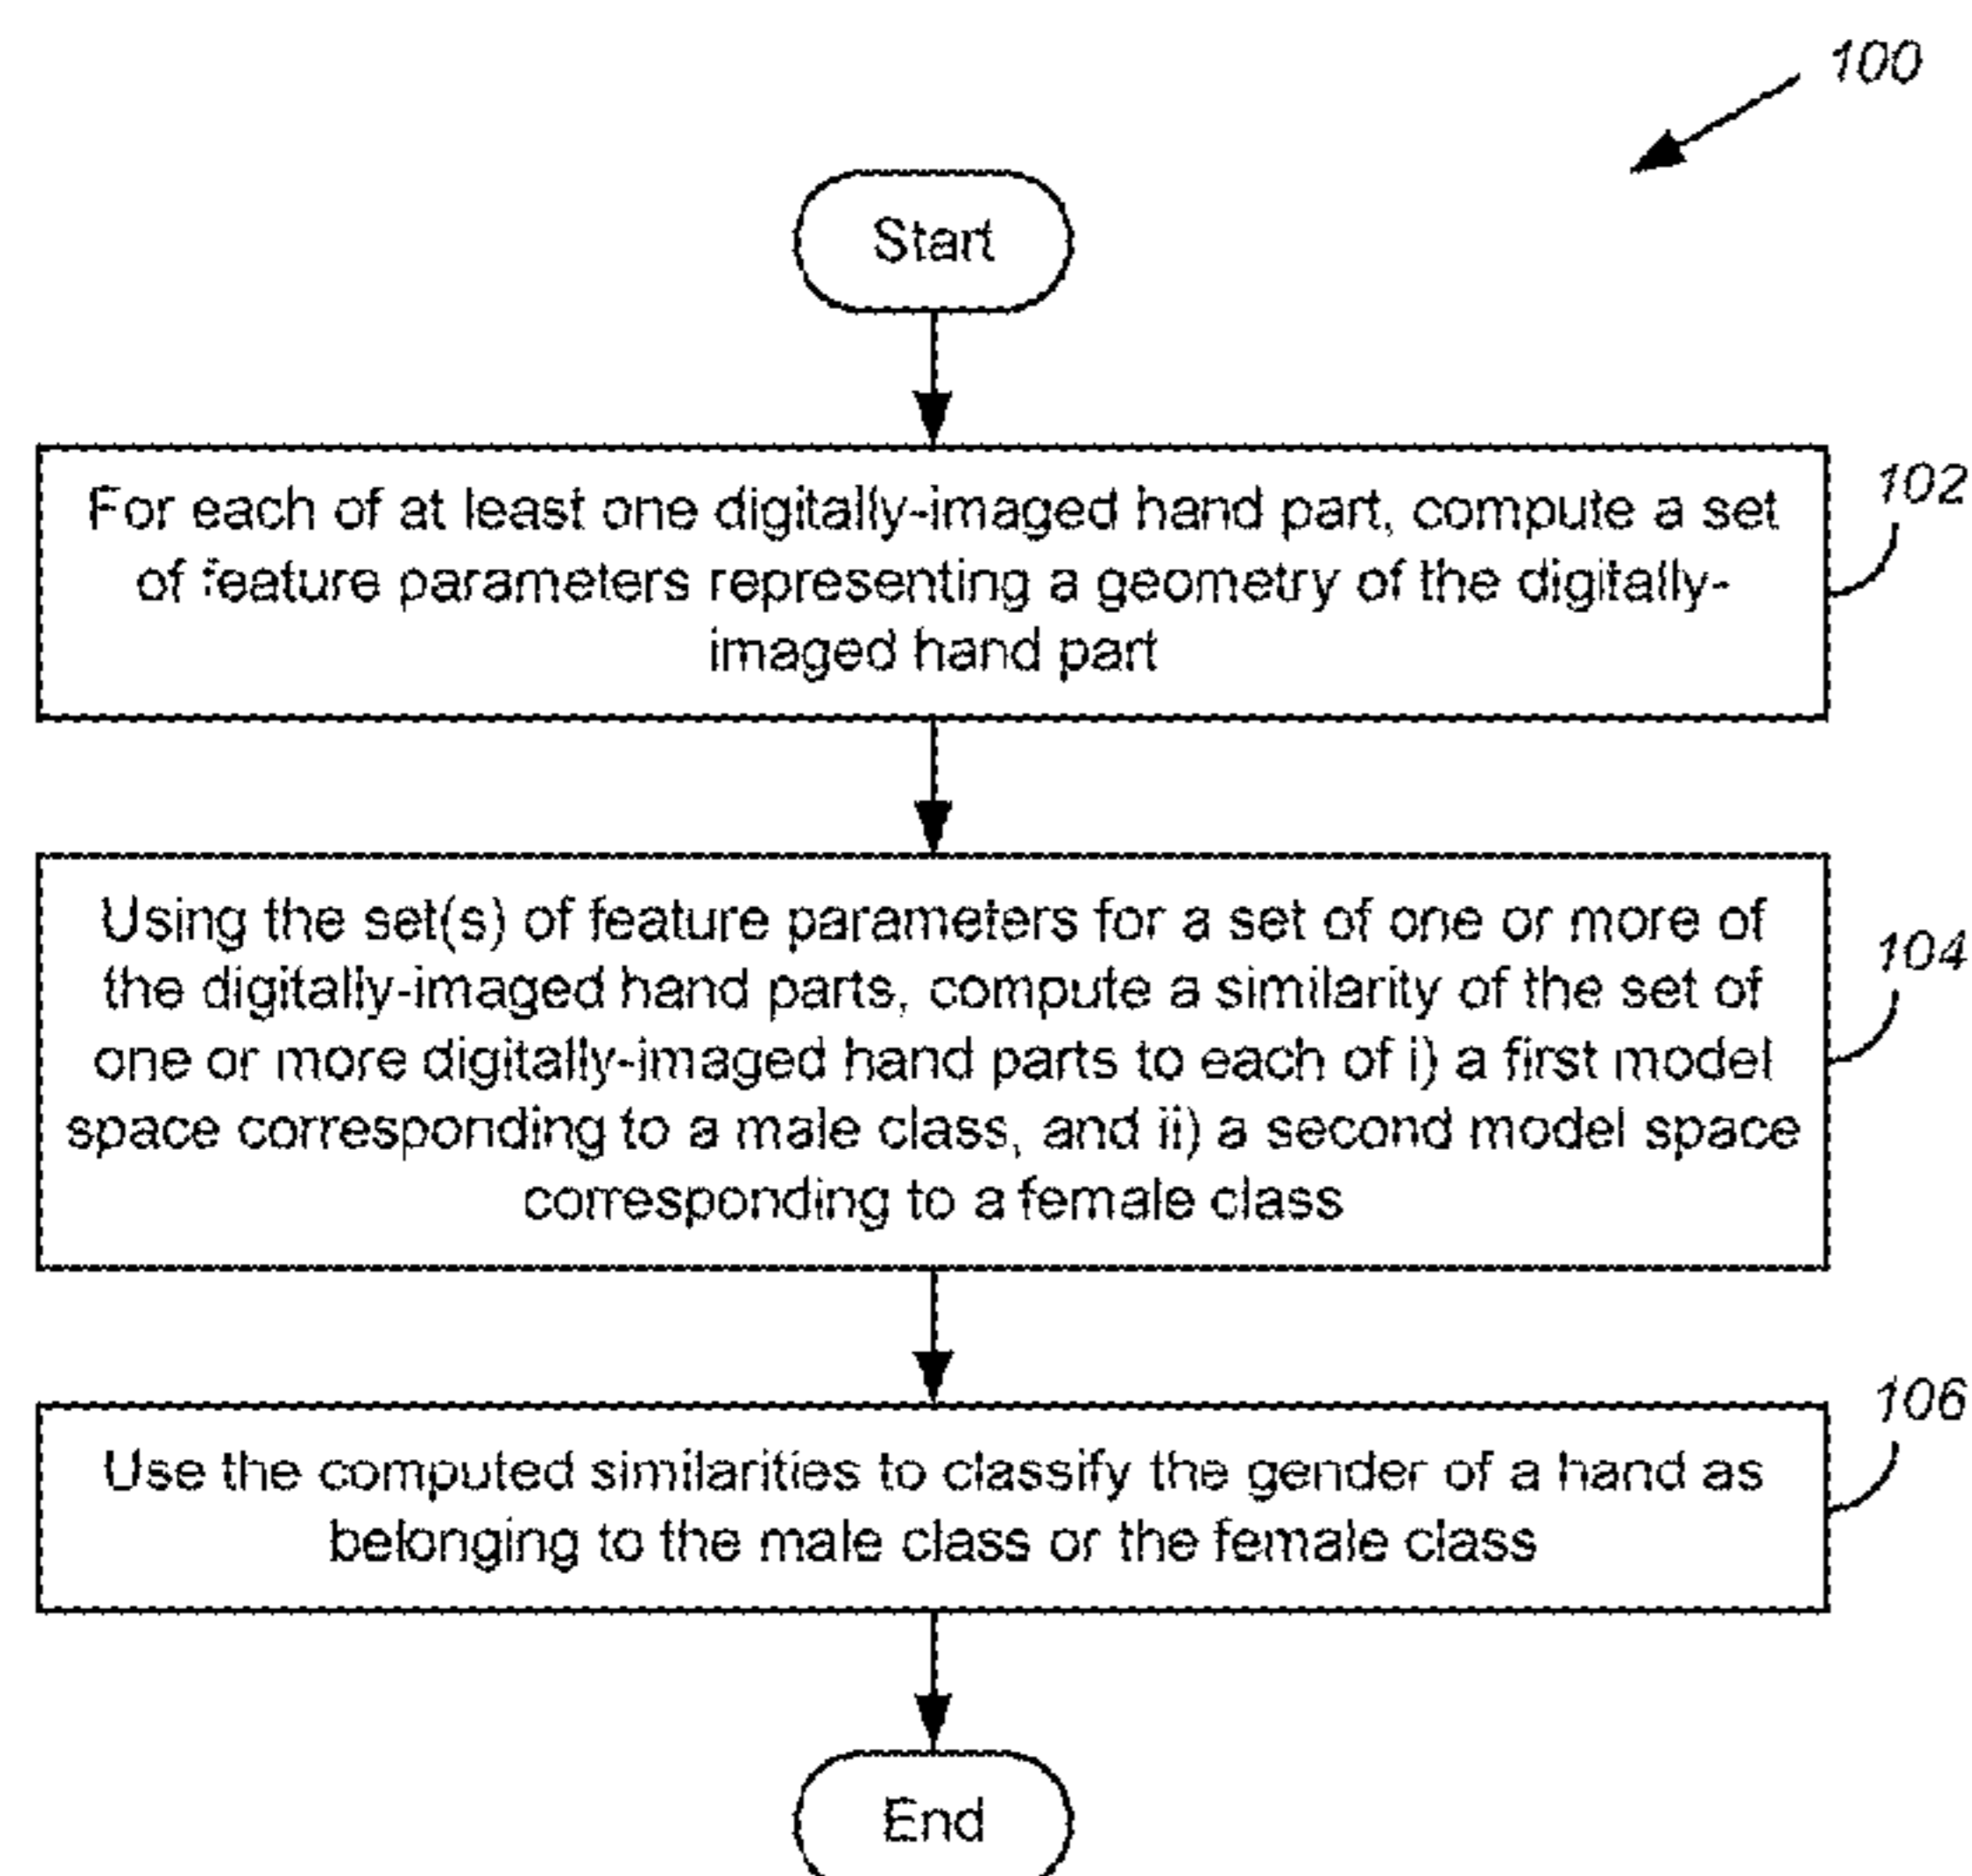 100
Start
For each of at least one digitally-imaged hand part, compute a set
of feature parameters representing a geometry of the digitally-
imaged hand part
102
Using the set(s) of feature parameters for a set of one or more of
the digitally-imaged hand parts, compute a similarity of the set of
one or more digitally-imaged hand parts to each of i) a first model
space corresponding to a male class, and ii) a second model space
corresponding to a female class
104
Use the computed similarities to classify the gender of a hand as
belonging to the male class or the female class
106
End